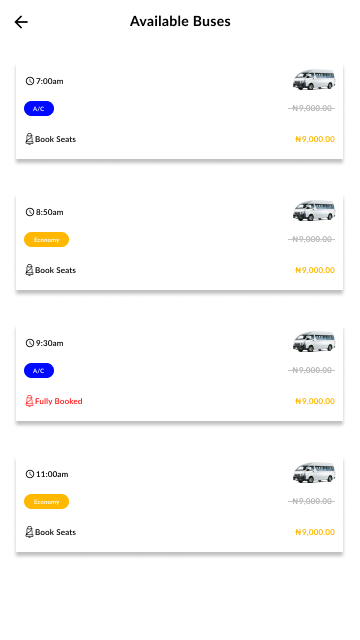 Available Buses
7:00am
A/C
₦9,000.00
Book Seats
₦9,000.00
8:50am
Economy
₦9,000.00
Book Seats
₦9,000.00
9:30am
A/C
₦9,000.00
Fully Booked
₦9,000.00
11:00am
Economy
₦9,000.00
Book Seats
₦9,000.00